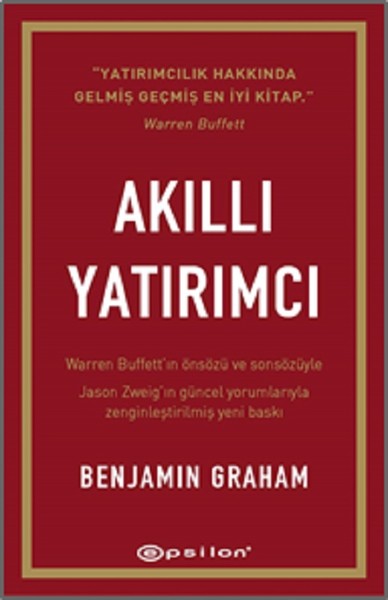 "YATIRIMCILIK HAKKINDA
GELMİŞ GEÇMİŞ EN İYİ KİTAP."
Warren Buffett
AKILLI
YATIRIMCI
Warren Buffett'ın önsözü ve sonsözüyle
Jason Zweig'ın güncel yorumlarıyla
zenginleştirilmiş yeni baskı
BENJAMIN GRAHAM
epsilon®